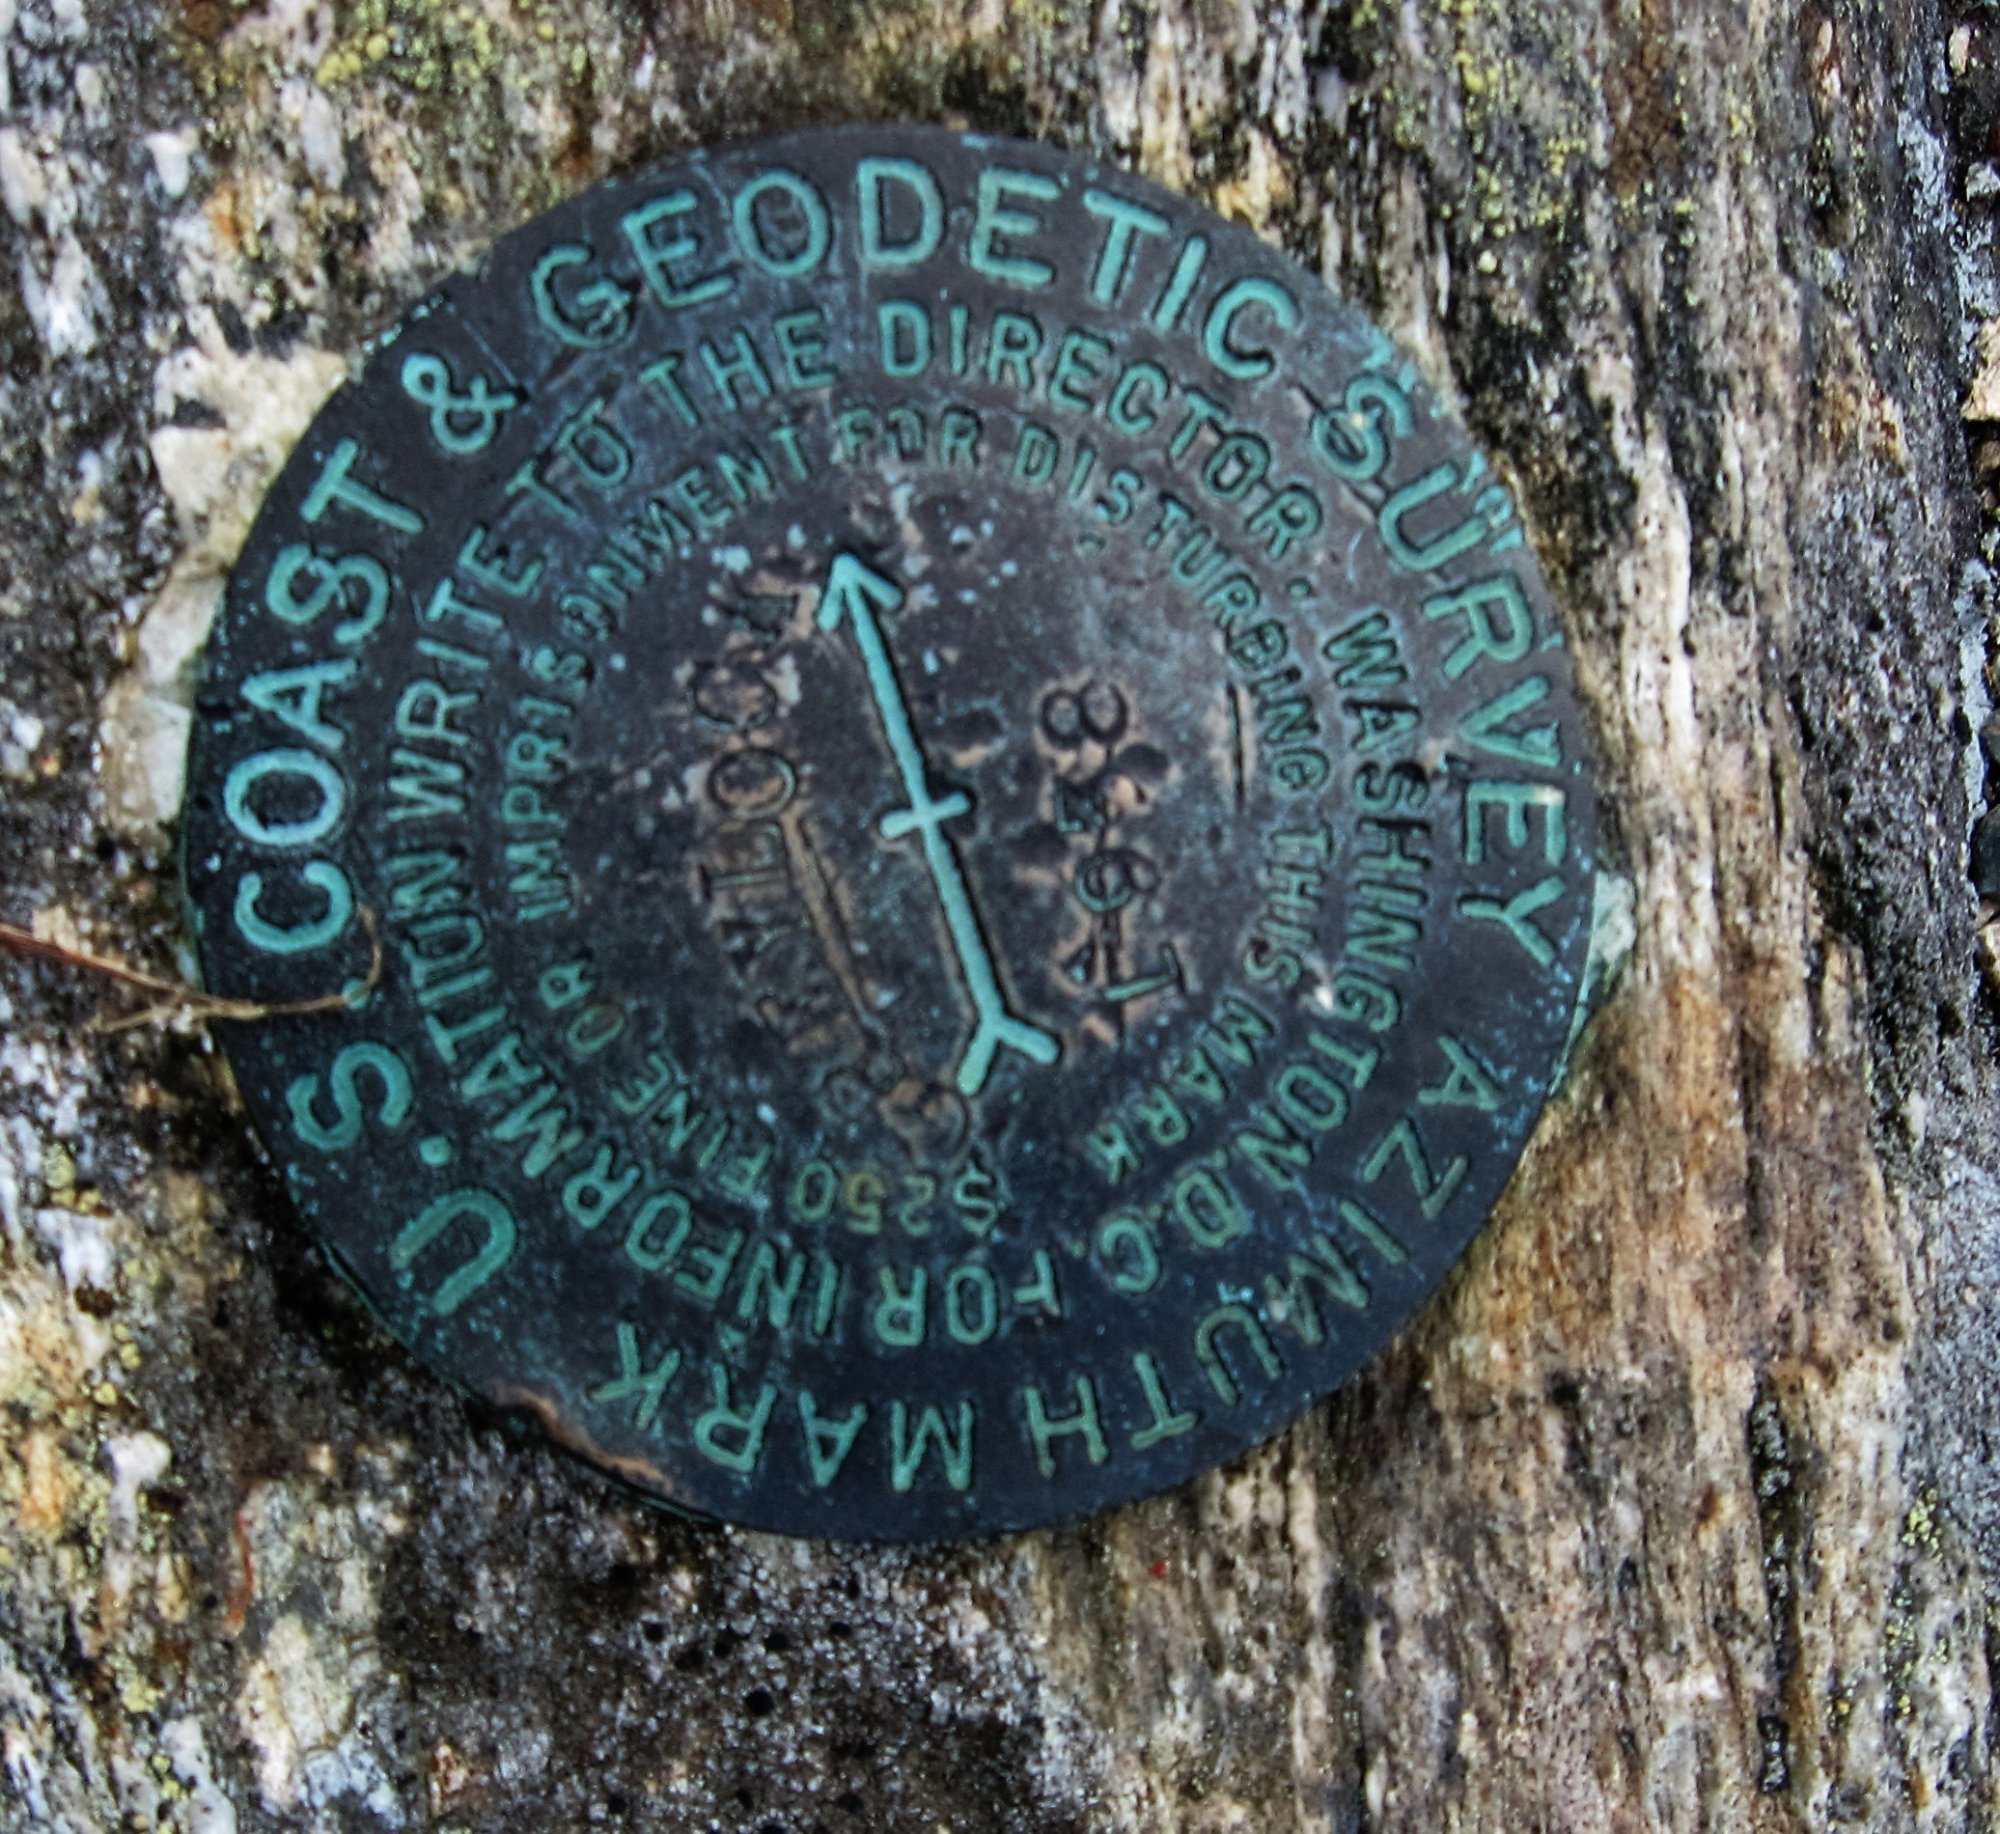 U.S. COAST & GEODETIC SURVEY
AZIMUTH MARK
FOR INFORMATION WRITE TO THE DIRECTOR, WASHINGTON, D.C.
$250 FINE OR IMPRISONMENT FOR DISTURBING THIS MARK